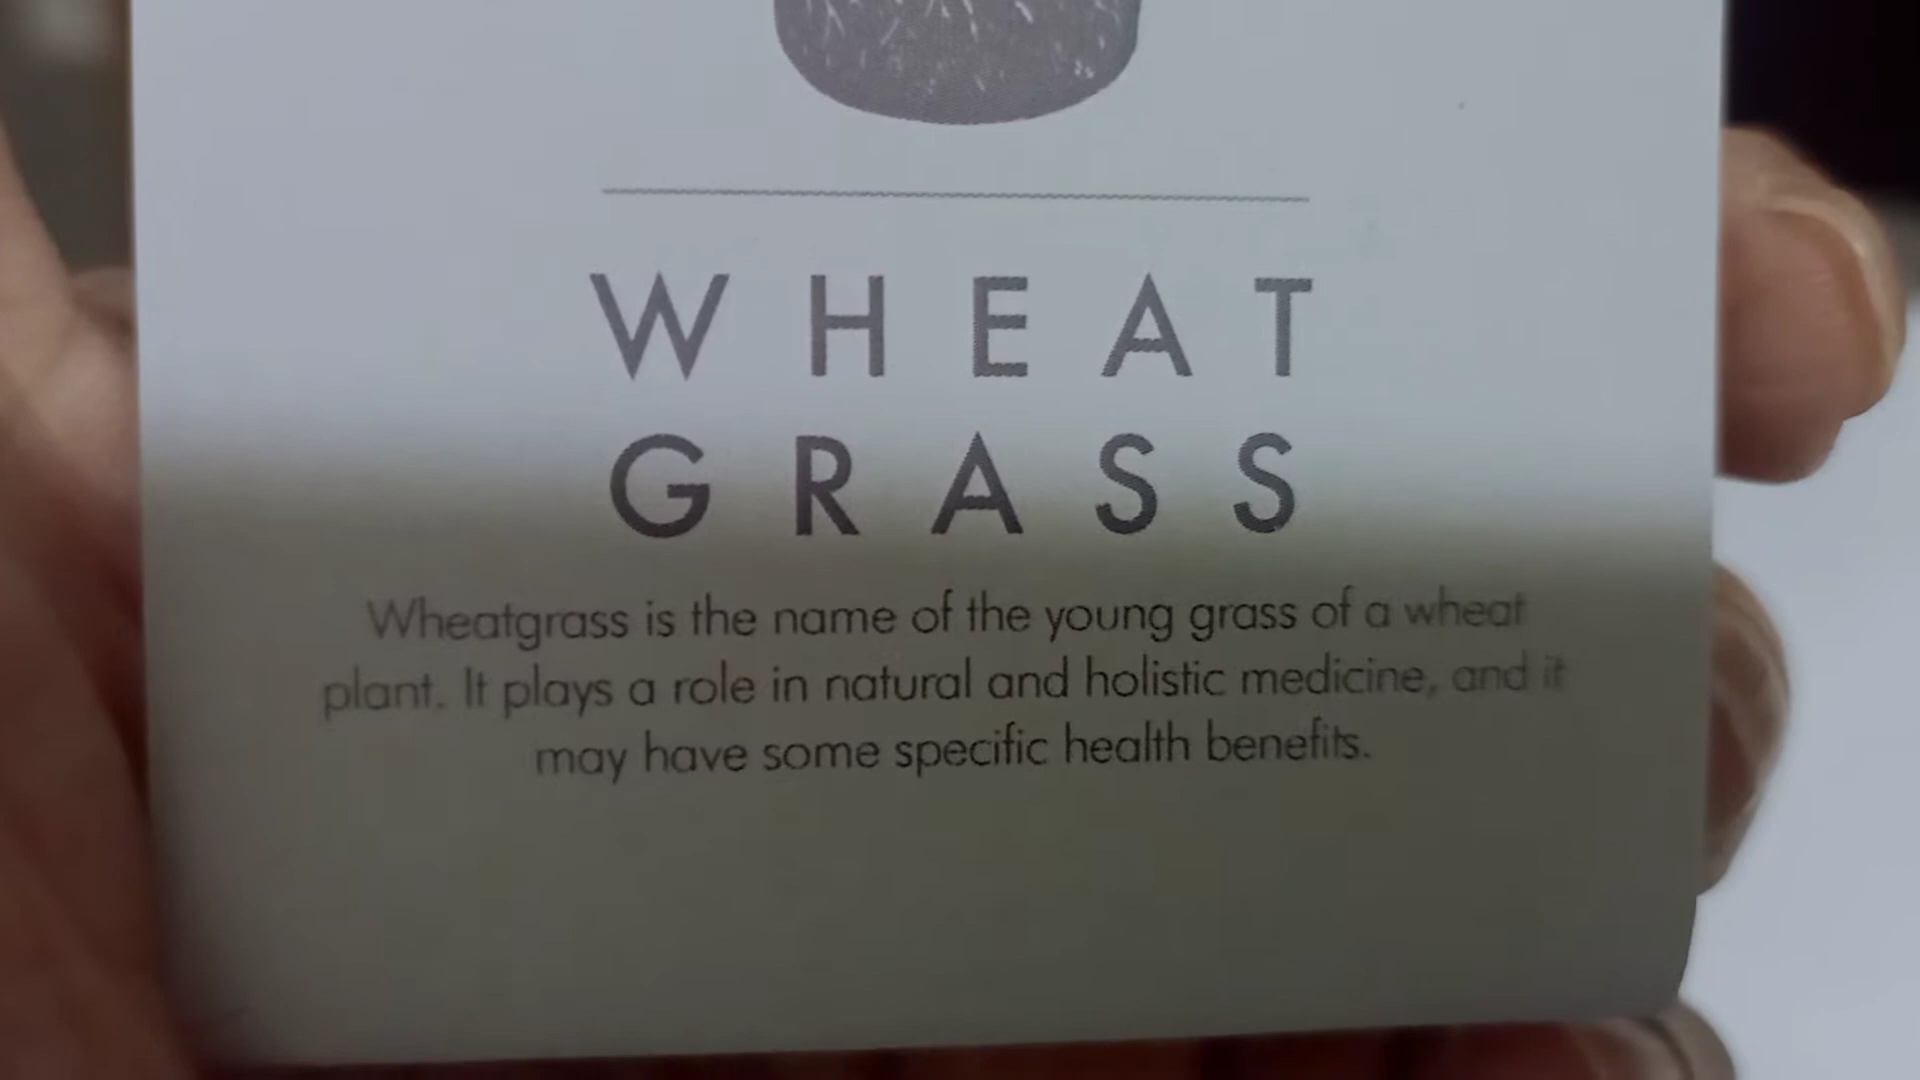 WHEAT
GRASS
Wheatgrass is the name of the young grass of a wheat
plant. It plays a role in natural and holistic medicine, and it
may have some specific health benefits.